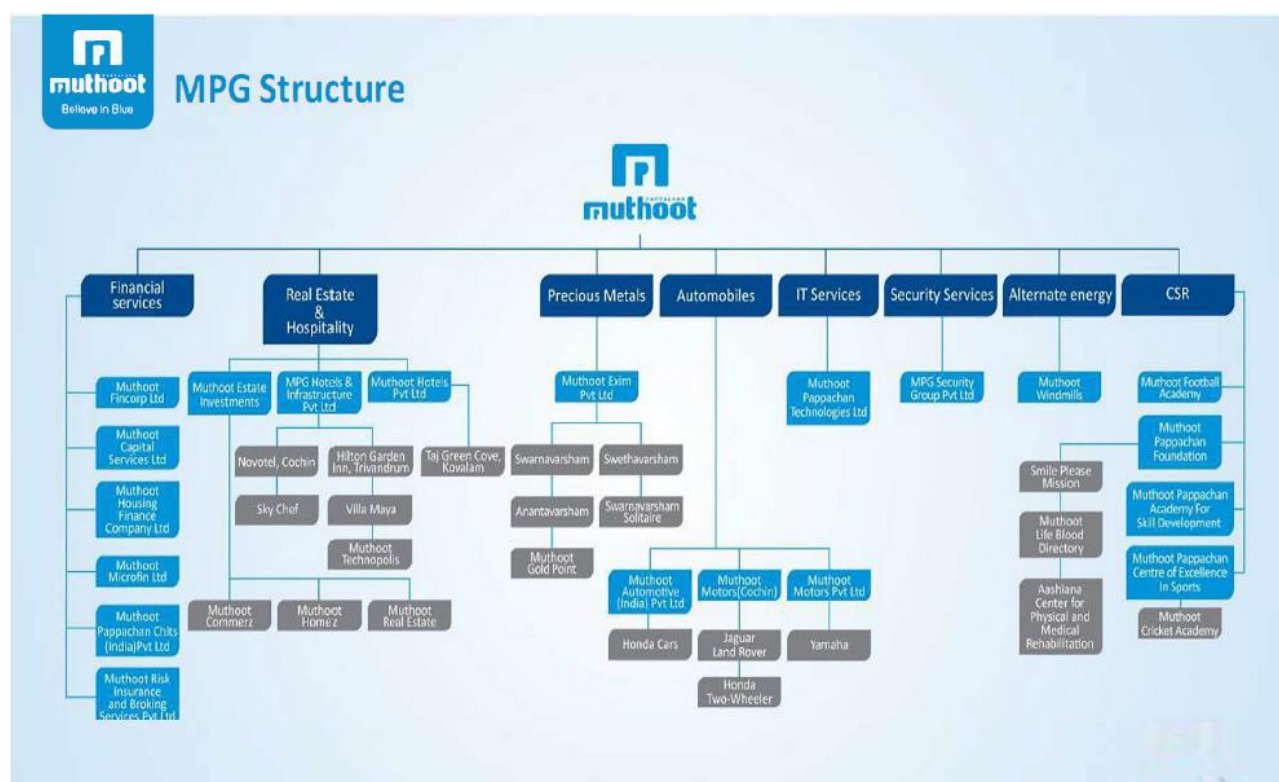 muthoot
Believe in Blue
MPG Structure
PAPPACHAN
muthoot
Financial
services
Real Estate
&
Hospitality
Precious Metals
Automobiles
IT Services
Security Services
Alternate energy
CSR
Muthoot
Fincorp Ltd
Muthoot
Capital
Services Ltd
Muthoot
Housing
Finance
Company Ltd
Muthoot
Microfin Ltd
Muthoot
Pappachan Chits
(India)Pvt Ltd
Muthoot Risk
Insurance
and Broking
Services Pvt Ltd
Muthoot Estate
Investments
MPG Hotels &
Infrastructure
Pvt Ltd
Muthoot Hotels
Pvt Ltd
Novotel, Cochin
Sky Chef
Hilton Garden
Inn, Trivandrum
Villa Maya
Muthoot
Technopolis
Taj Green Cove,
Kovalam
Muthoot
Commerz
Muthoot
Homez
Muthoot
Real Estate
Muthoot Exim
Pvt Ltd
Swarnavarsham
Swethavarsham
Anantavarsham
Swarnavarsham
Solitaire
Muthoot
Gold Point
Muthoot
Automotive
(India) Pvt Ltd
Muthoot
Motors(Cochin)
Muthoot
Motors Pvt Ltd
Honda Cars
Jaguar
Land Rover
Yamaha
Honda
Two-Wheeler
Muthoot
Pappachan
Technologies Ltd
MPG Security
Group Pvt Ltd
Muthoot
Windmills
Muthoot Football
Academy
Muthoot
Pappachan
Foundation
Smile Please
Mission
Muthoot
Life Blood
Directory
Aashiana
Center for
Physical and
Medical
Rehabilitation
Muthoot Pappachan
Academy For
Skill Development
Muthoot Pappachan
Centre of Excellence
In Sports
Muthoot
Cricket Academy